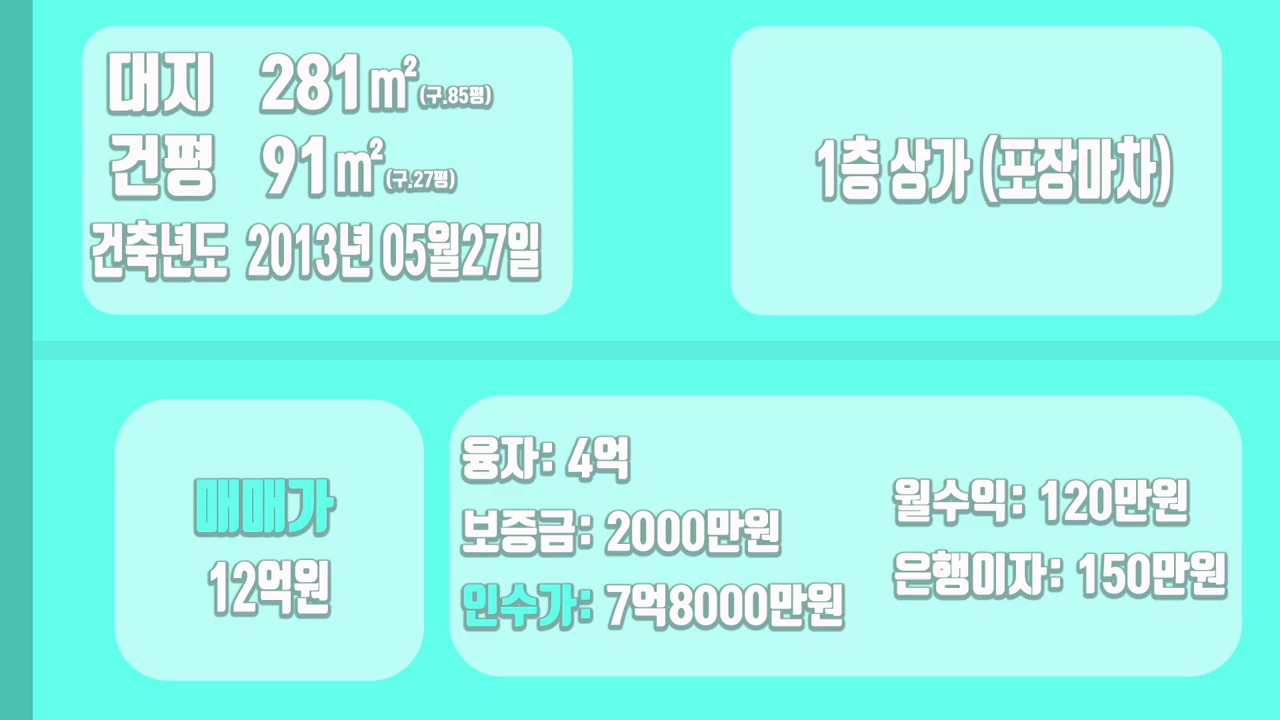 대지 281㎡(구.85평)
건평 91㎡(구.27평)
건축년도 2013년 05월27일
1층 상가 (포장마차)
매매가
12억원
융자: 4억
보증금: 2000만원
인수가: 7억8000만원
월수익: 120만원
은행이자: 150만원